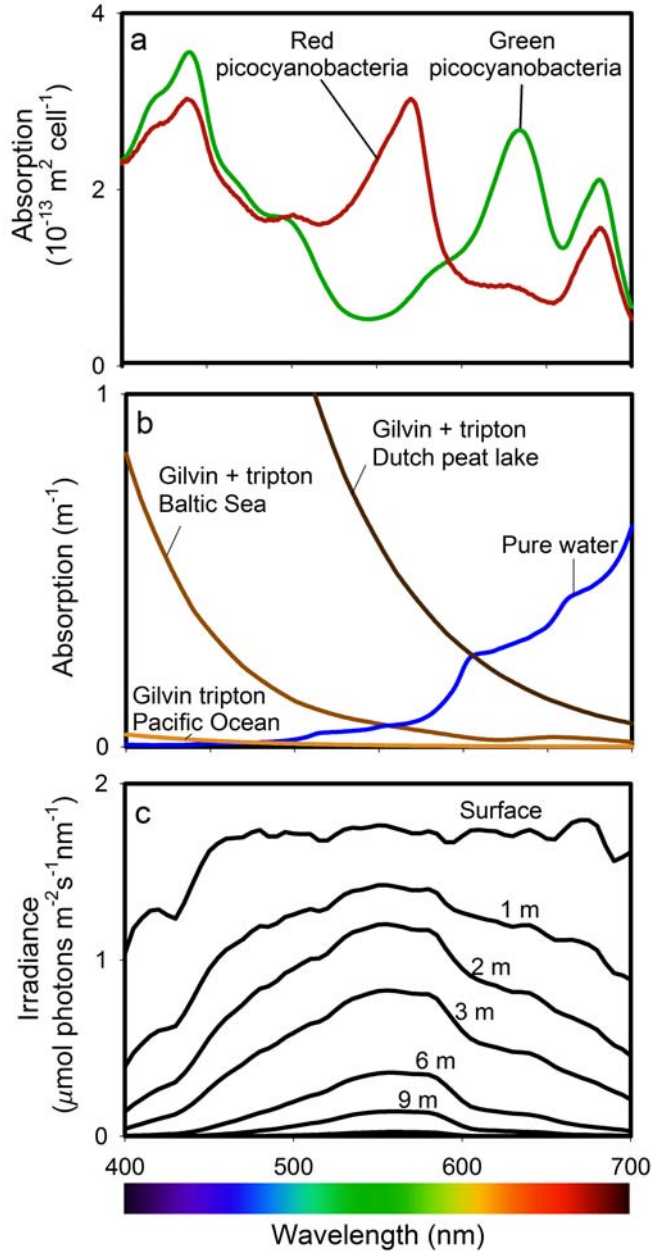 a
Red
picocyanobacteria
Green
picocyanobacteria
4
2
0
Absorption
(10⁻¹³ m² cell⁻¹)
b
Gilvin + tripton
Dutch peat lake
Gilvin + tripton
Baltic Sea
Pure water
Gilvin tripton
Pacific Ocean
1
0
Absorption (m⁻¹)
c
Surface
1 m
2 m
3 m
6 m
9 m
2
1
0
Irradiance
(μmol photons m⁻²s⁻¹nm⁻¹)
400 500 600 700
Wavelength (nm)